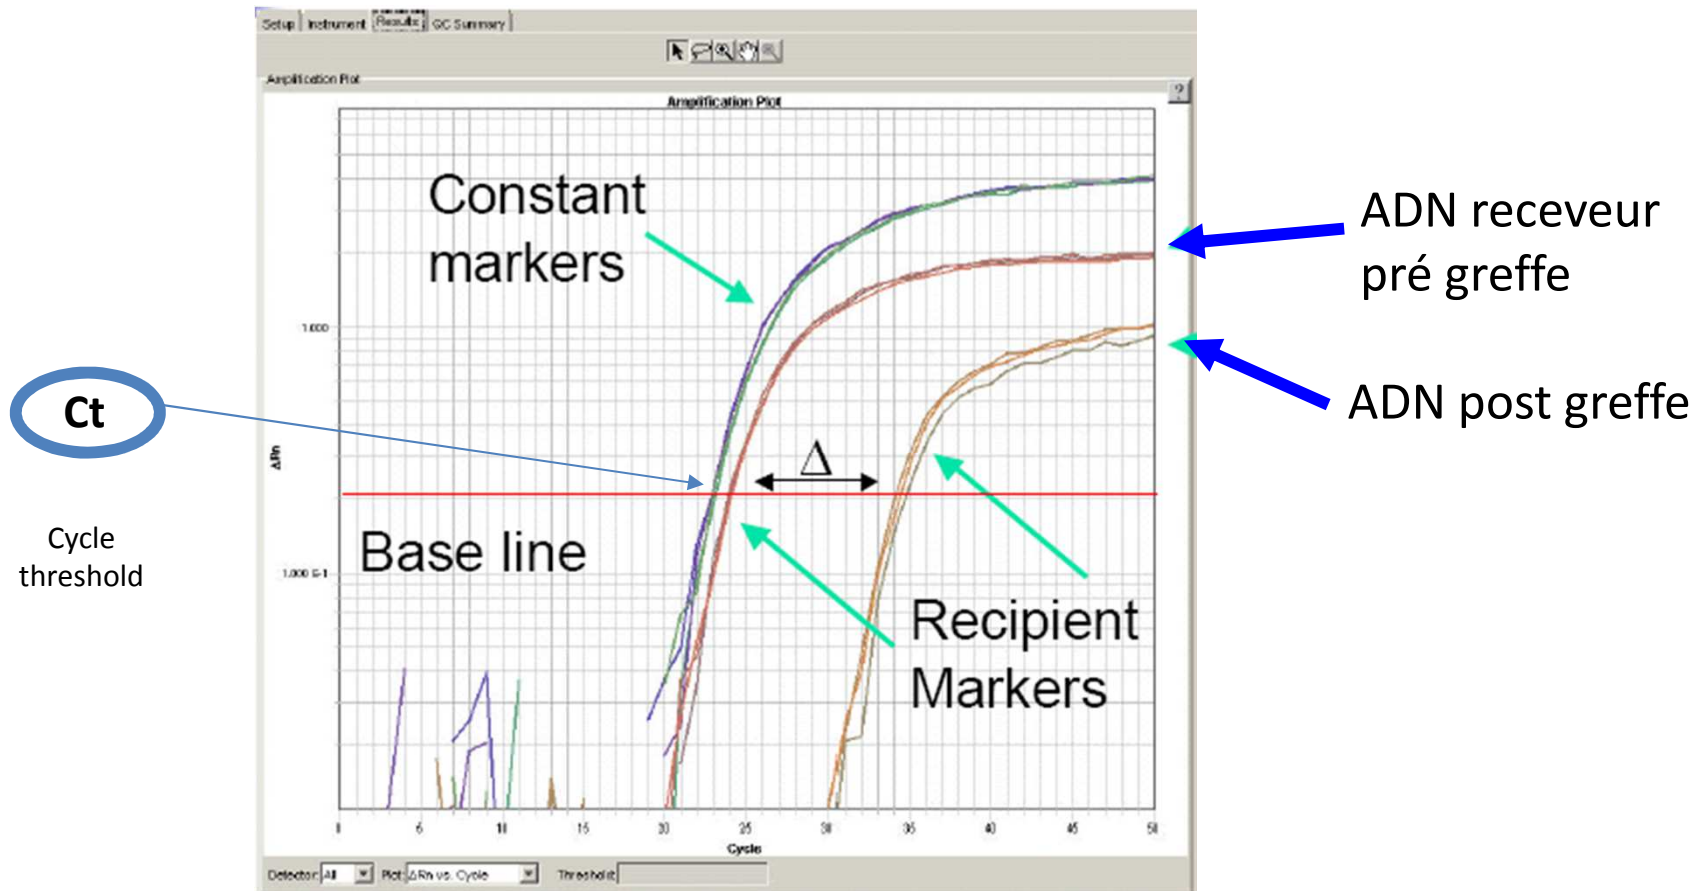 Setup Instrument Results QC Summary
Amplification Plot
?
Amplification Plot
Constant
markers
ADN receveur
pré greffe
1.000
Ct
ADN post greffe
ΔRn
Δ
Cycle
threshold
Base line
1.000 E-1
Recipient
Markers
0 5 10 15 20 25 30 35 40 45 50
Cycle
Detector: All Plot: ΔRn vs. Cycle Threshold: